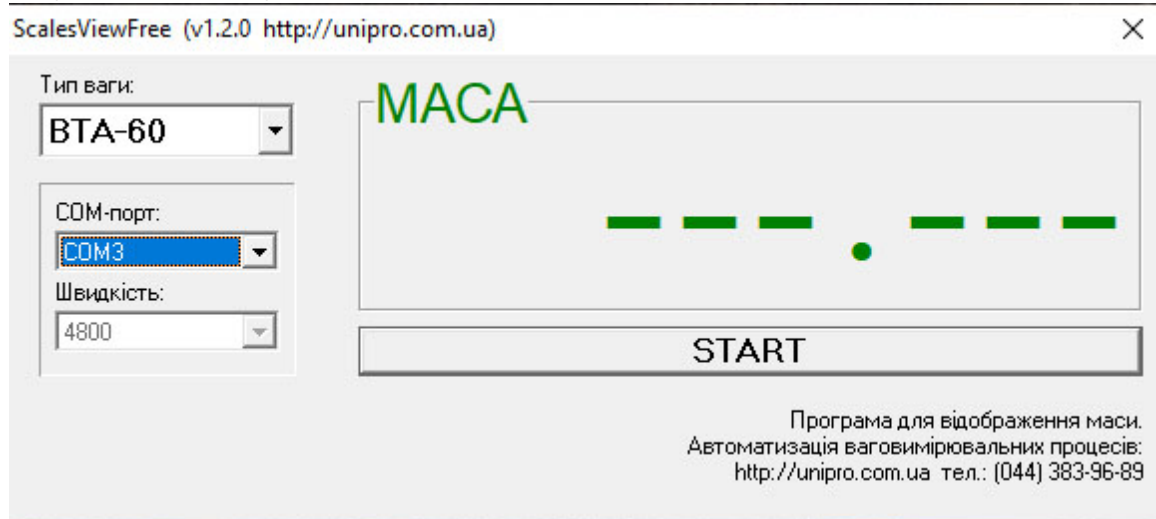 ScalesViewFree (v1.2.0 http://unipro.com.ua)
Тип ваги:
ВТА-60
COM-порт:
COM3
Швидкість:
4800
МАСА
---.---
START
Програма для відображення маси.
Автоматизація ваговимірювальних процесів:
http://unipro.com.ua тел.: (044) 383-96-89